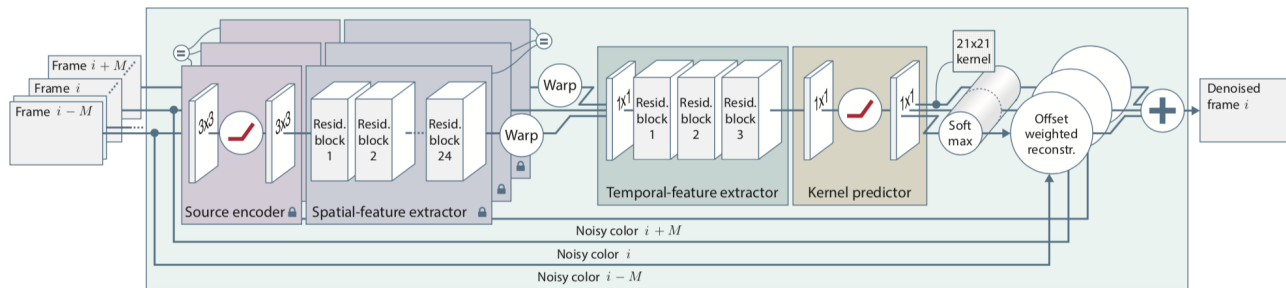 Frame i + M
Frame i
Frame i − M
=
=
3x3
3x3
Resid.
block
1
Resid.
block
2
Resid.
block
24
Source encoder
Spatial-feature extractor
Warp
Warp
1x1
Resid.
block
1
Resid.
block
2
Resid.
block
3
Temporal-feature extractor
1x1
1x1
Kernel predictor
21x21
kernel
Soft
max
Offset
weighted
reconstr.
+
Denoised
frame i
Noisy color i + M
Noisy color i
Noisy color i − M